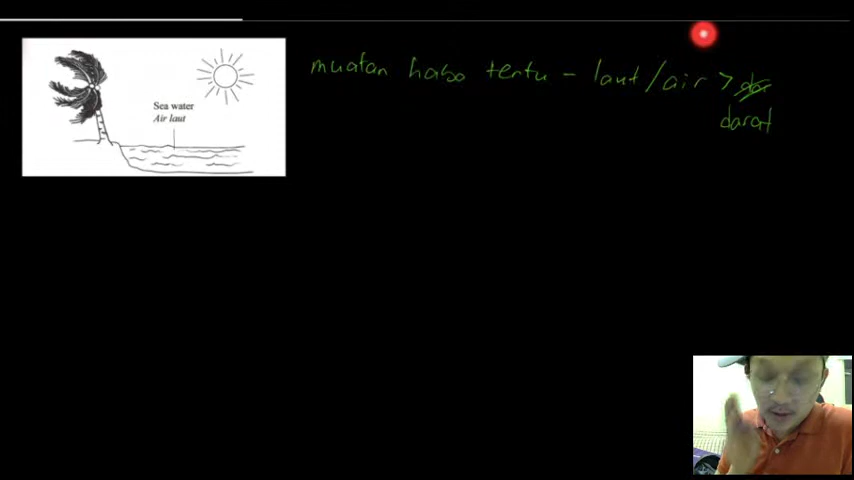 Sea water
Air laut
muatan haba tentu - laut/air >
darat